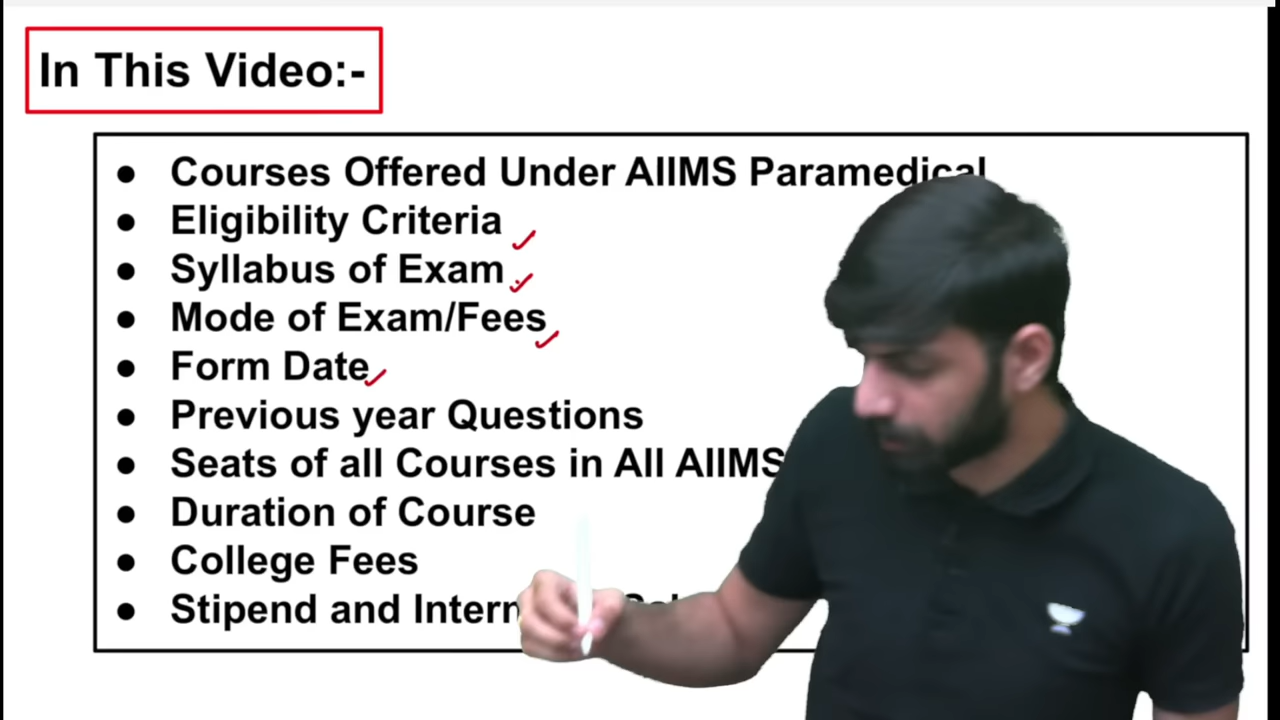 In This Video:-
● Courses Offered Under AIIMS Paramedical
● Eligibility Criteria
● Syllabus of Exam
● Mode of Exam/Fees
● Form Date
● Previous year Questions
● Seats of all Courses in All AIIMS
● Duration of Course
● College Fees
● Stipend and